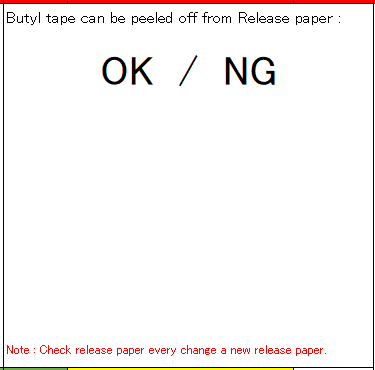 Butyl tape can be peeled off from Release paper :
OK / NG
Note : Check release paper every change a new release paper.